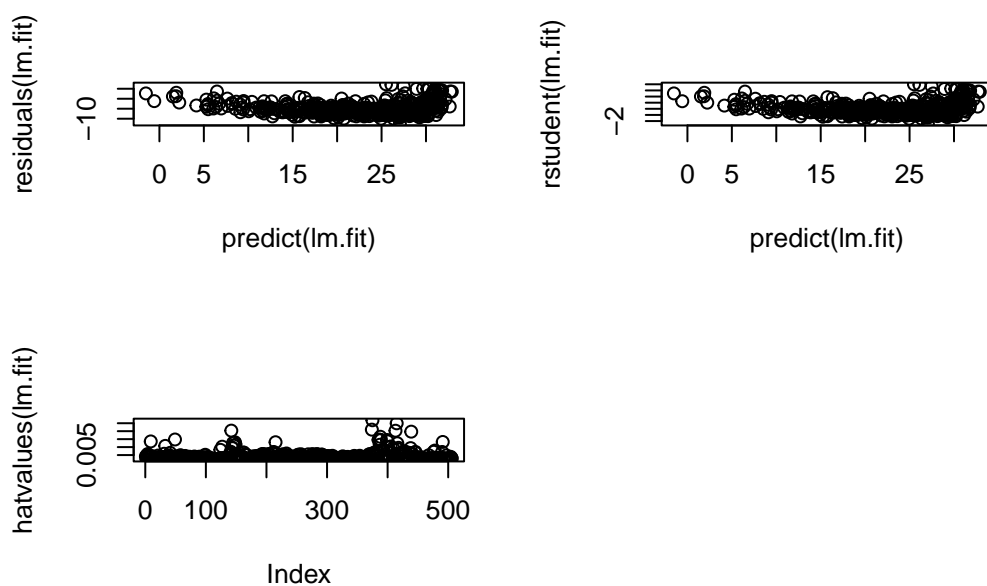 residuals(lm.fit)
−10
0 5 15 25
predict(lm.fit)
rstudent(lm.fit)
−2
0 5 15 25
predict(lm.fit)
hatvalues(lm.fit)
0.005
0 100 300 500
Index